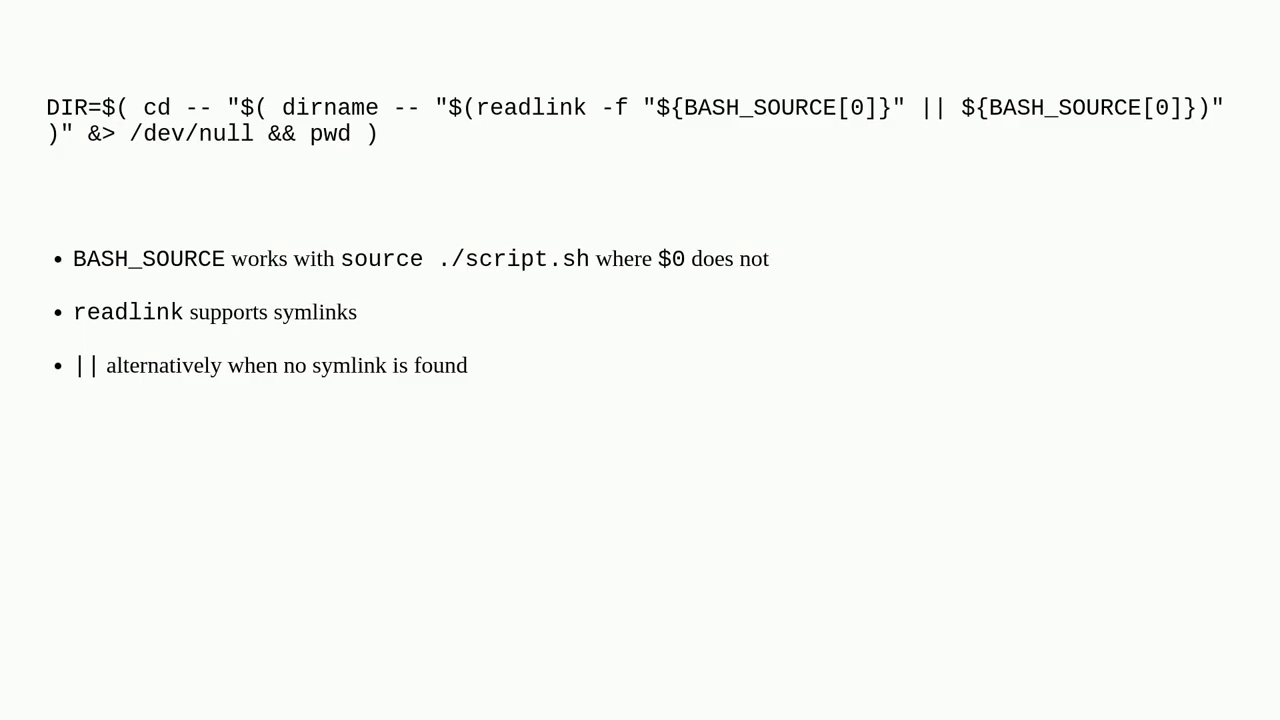 DIR=$( cd -- "$( dirname -- "$(readlink -f "${BASH_SOURCE[0]}" || ${BASH_SOURCE[0]})"
)" &> /dev/null && pwd )
• BASH_SOURCE works with source ./script.sh where $0 does not
• readlink supports symlinks
• || alternatively when no symlink is found